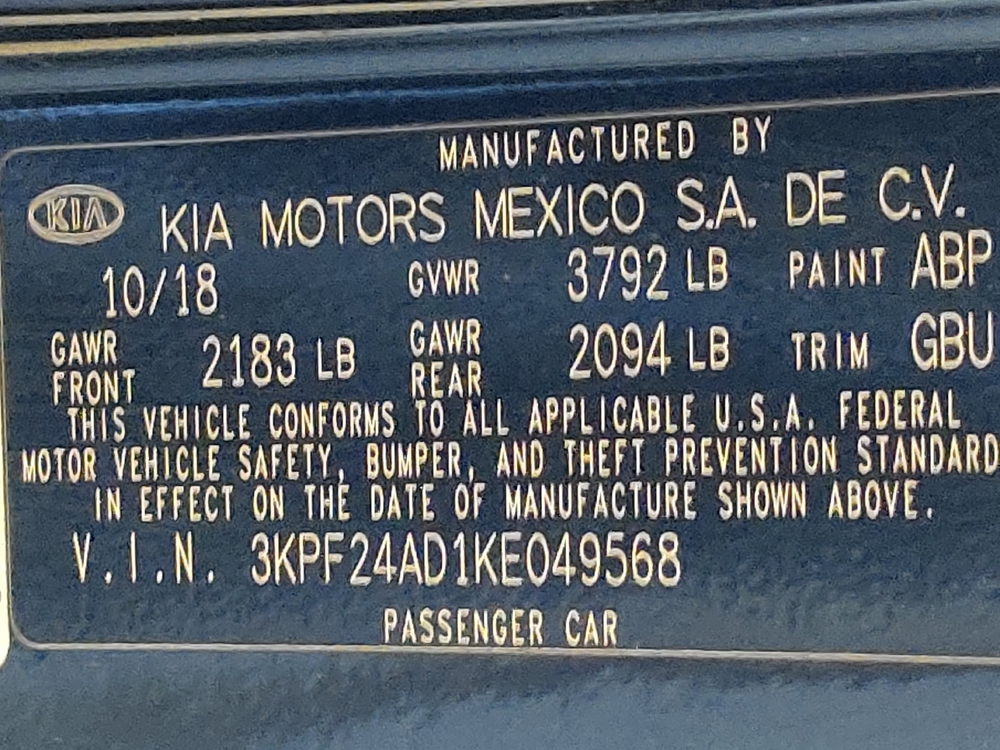 MANUFACTURED BY
KIA KIA MOTORS MEXICO S.A. DE C.V.
10/18 GVWR 3792 LB PAINT ABP
GAWR FRONT 2183 LB GAWR REAR 2094 LB TRIM GBU
THIS VEHICLE CONFORMS TO ALL APPLICABLE U.S.A. FEDERAL
MOTOR VEHICLE SAFETY, BUMPER, AND THEFT PREVENTION STANDARD
IN EFFECT ON THE DATE OF MANUFACTURE SHOWN ABOVE.
V.I.N. 3KPF24AD1KE049568
PASSENGER CAR